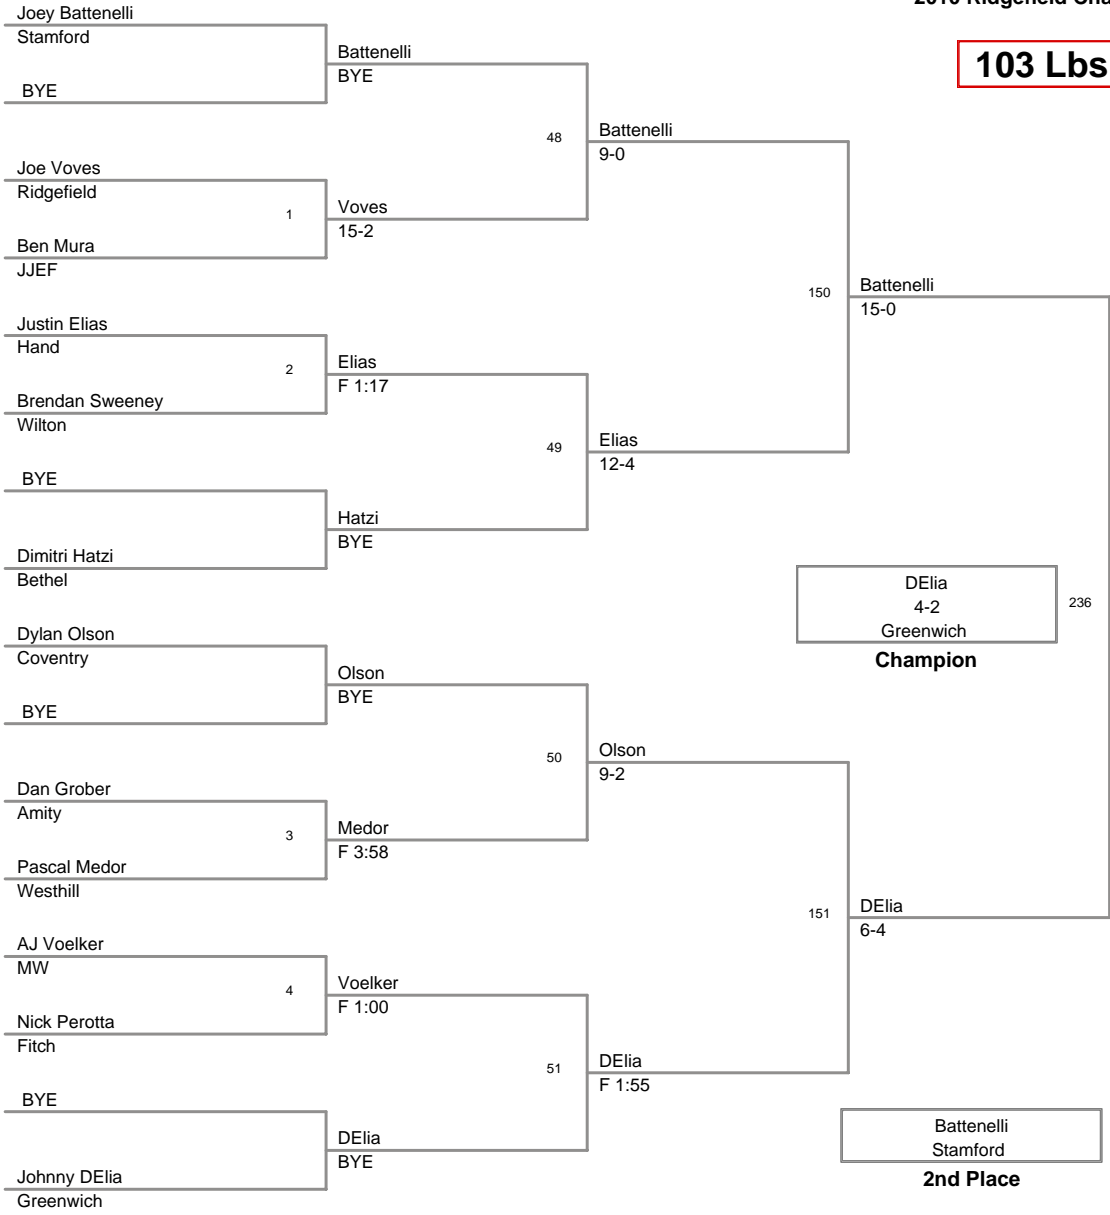 2010 Ridgefield Cha
103 Lbs
Joey Battenelli
Stamford
BYE
Joe Voves
Ridgefield
1
Ben Mura
JJEF
Justin Elias
Hand
2
Brendan Sweeney
Wilton
BYE
Dimitri Hatzi
Bethel
Dylan Olson
Coventry
BYE
Dan Grober
Amity
3
Pascal Medor
Westhill
AJ Voelker
MW
4
Nick Perotta
Fitch
BYE
Johnny DElia
Greenwich
Battenelli
BYE
48
Voves
15-2
Elias
F 1:17
49
Hatzi
BYE
Olson
BYE
50
Medor
F 3:58
Voelker
F 1:00
51
DElia
BYE
Battenelli
9-0
150
Elias
12-4
Olson
9-2
151
DElia
F 1:55
Battenelli
15-0
DElia
6-4
DElia
4-2
Greenwich
236
Champion
Battenelli
Stamford
2nd Place